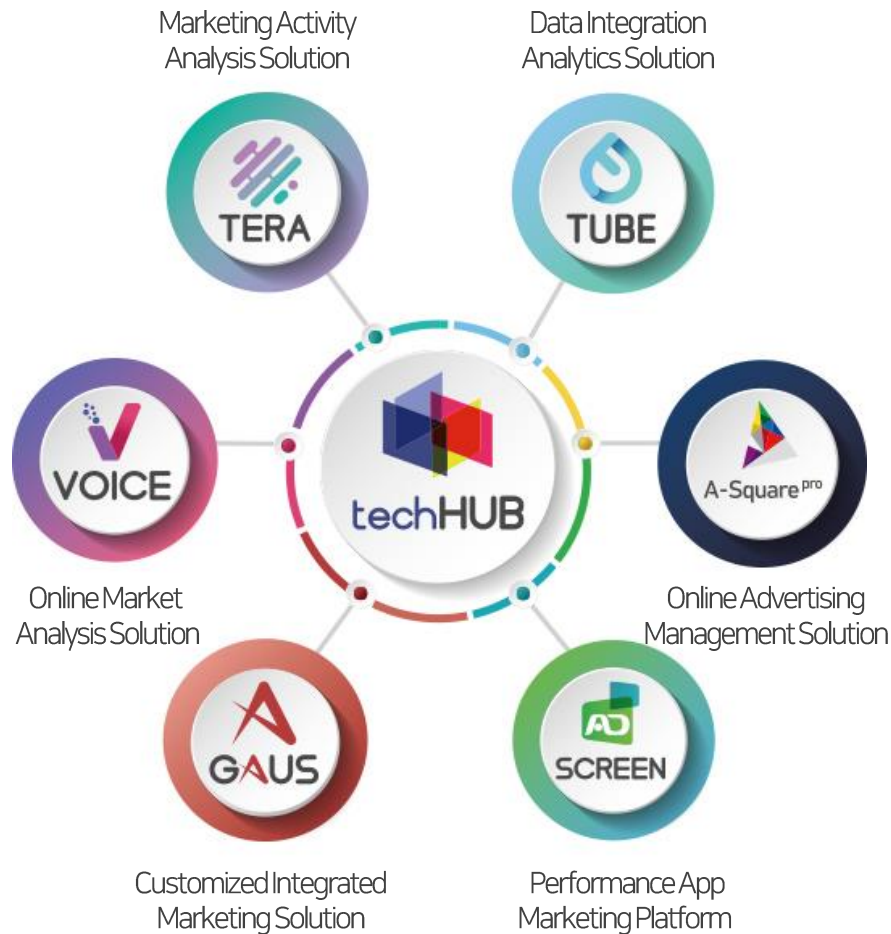 Marketing Activity
Analysis Solution
Data Integration
Analytics Solution
TERA
TUBE
VOICE
techHUB
A-Square pro
Online Market
Analysis Solution
Online Advertising
Management Solution
GAUS
AD
SCREEN
Customized Integrated
Marketing Solution
Performance App
Marketing Platform